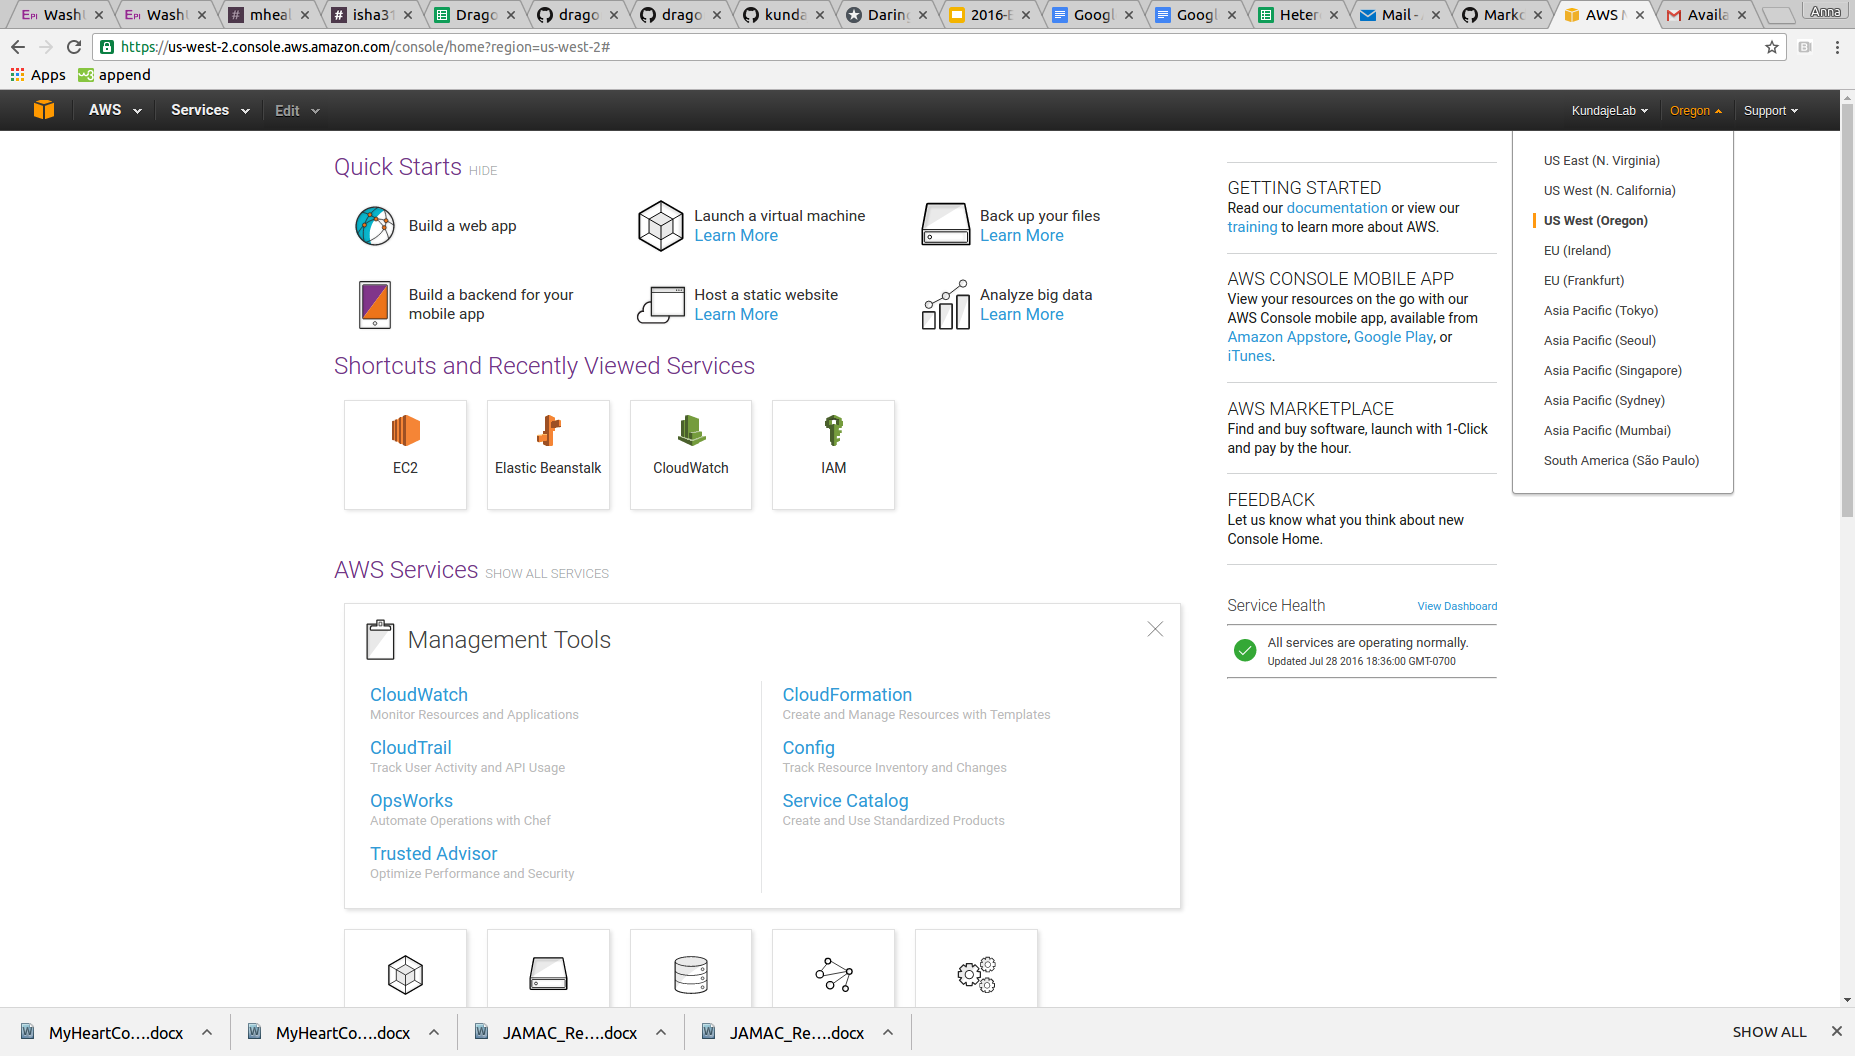 WashU
WashU
mheal
isha31
Drago
drago
drago
kunda
Daring
2016-E
Googl
Googl
Heter
Mail - 
Marko
AWS M
Availa
Anna
https://us-west-2.console.aws.amazon.com/console/home?region=us-west-2#
Apps
append
AWS
Services
Edit
KundajeLab
Oregon
Support
US East (N. Virginia)
US West (N. California)
US West (Oregon)
EU (Ireland)
EU (Frankfurt)
Asia Pacific (Tokyo)
Asia Pacific (Seoul)
Asia Pacific (Singapore)
Asia Pacific (Sydney)
Asia Pacific (Mumbai)
South America (São Paulo)
Quick Starts HIDE
Build a web app
Launch a virtual machine
Learn More
Back up your files
Learn More
Build a backend for your
mobile app
Host a static website
Learn More
Analyze big data
Learn More
Shortcuts and Recently Viewed Services
EC2
Elastic Beanstalk
CloudWatch
IAM
AWS Services SHOW ALL SERVICES
Management Tools
CloudWatch
Monitor Resources and Applications
CloudTrail
Track User Activity and API Usage
OpsWorks
Automate Operations with Chef
Trusted Advisor
Optimize Performance and Security
CloudFormation
Create and Manage Resources with Templates
Config
Track Resource Inventory and Changes
Service Catalog
Create and Use Standardized Products
GETTING STARTED
Read our documentation or view our
training to learn more about AWS.
AWS CONSOLE MOBILE APP
View your resources on the go with our
AWS Console mobile app, available from
Amazon Appstore, Google Play, or
iTunes.
AWS MARKETPLACE
Find and buy software, launch with 1-Click
and pay by the hour.
FEEDBACK
Let us know what you think about new
Console Home.
Service Health
View Dashboard
All services are operating normally.
Updated Jul 28 2016 18:36:00 GMT-0700
MyHeartCo....docx
MyHeartCo....docx
JAMAC_Re....docx
JAMAC_Re....docx
SHOW ALL